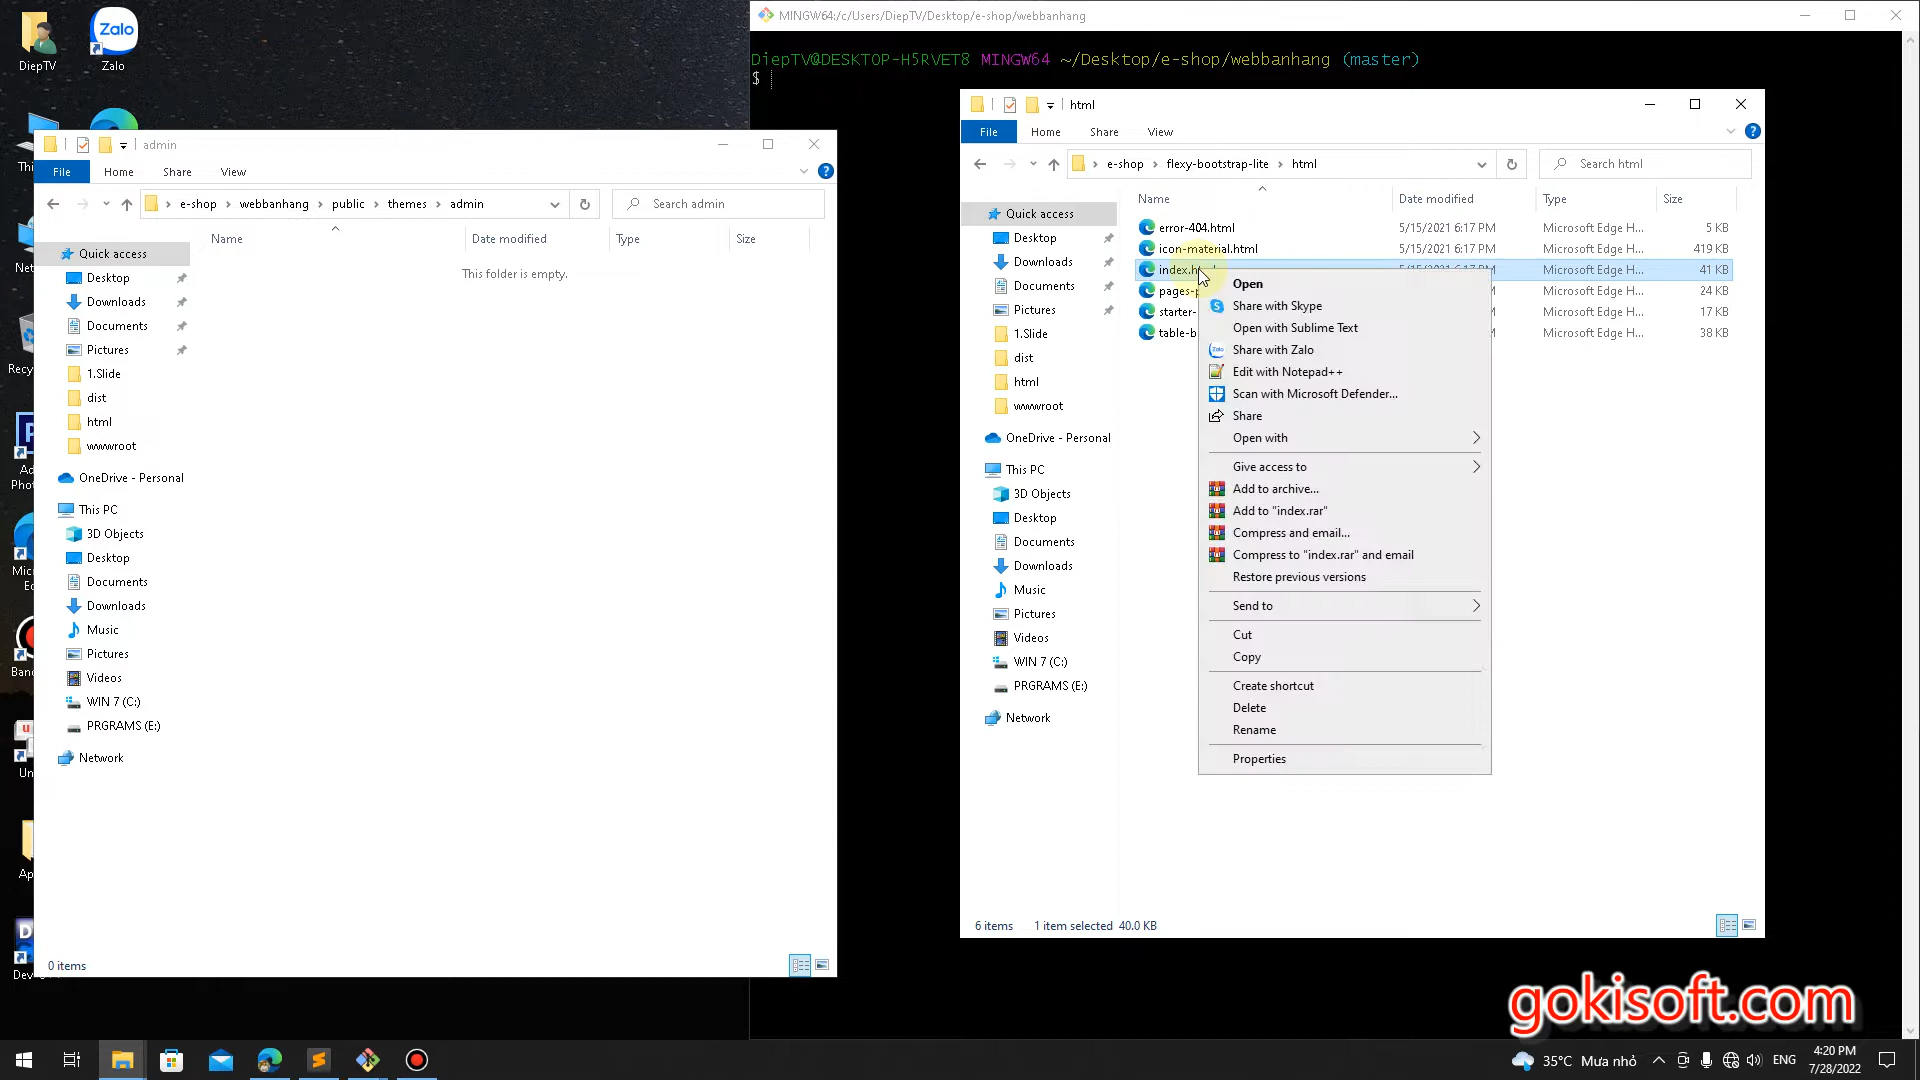 DiepTV
Zalo
Zalo
MINGW64:/c/Users/DiepTV/Desktop/e-shop/webbanhang
DiepTV@DESKTOP-H5RVET8 MINGW64 ~/Desktop/e-shop/webbanhang (master)
$
admin
File Home Share View
e-shop webbanhang public themes admin
Search admin
Name Date modified Type Size
This folder is empty.
Quick access
Desktop
Downloads
Documents
Pictures
1.Slide
dist
html
wwwroot
OneDrive - Personal
This PC
3D Objects
Desktop
Documents
Downloads
Music
Pictures
Videos
WIN 7 (C:)
PRGRAMS (E:)
Network
0 items
html
File Home Share View
e-shop flexy-bootstrap-lite html
Search html
Name Date modified Type Size
Quick access
Desktop
Downloads
Documents
Pictures
1.Slide
dist
html
wwwroot
OneDrive - Personal
This PC
3D Objects
Desktop
Documents
Downloads
Music
Pictures
Videos
WIN 7 (C:)
PRGRAMS (E:)
Network
error-404.html 5/15/2021 6:17 PM Microsoft Edge H... 5 KB
icon-material.html 5/15/2021 6:17 PM Microsoft Edge H... 419 KB
5/15/2021 6:17 PM Microsoft Edge H... 41 KB
Microsoft Edge H... 24 KB
Microsoft Edge H... 17 KB
Microsoft Edge H... 38 KB
Open
Share with Skype
Open with Sublime Text
Share with Zalo
Edit with Notepad++
Scan with Microsoft Defender...
Share
Open with
Give access to
Add to archive...
Add to "index.rar"
Compress and email...
Compress to "index.rar" and email
Restore previous versions
Send to
Cut
Copy
Create shortcut
Delete
Rename
Properties
6 items 1 item selected 40.0 KB
gokisoft.com
35°C Mưa nhỏ
ENG
4:20 PM
7/28/2022